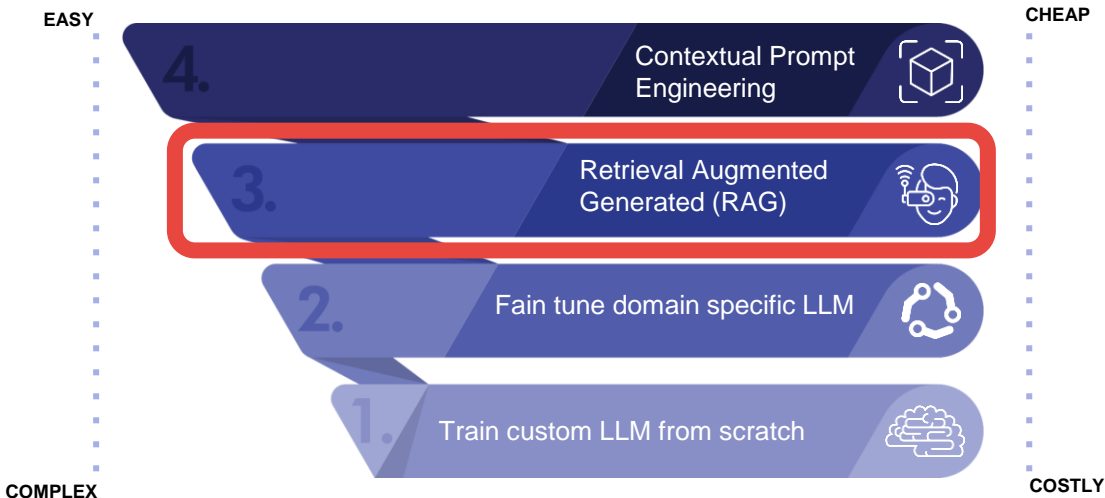 EASY
CHEAP
4.
Contextual Prompt
Engineering
3.
Retrieval Augmented
Generated (RAG)
2.
Fain tune domain specific LLM
1.
Train custom LLM from scratch
COMPLEX
COSTLY